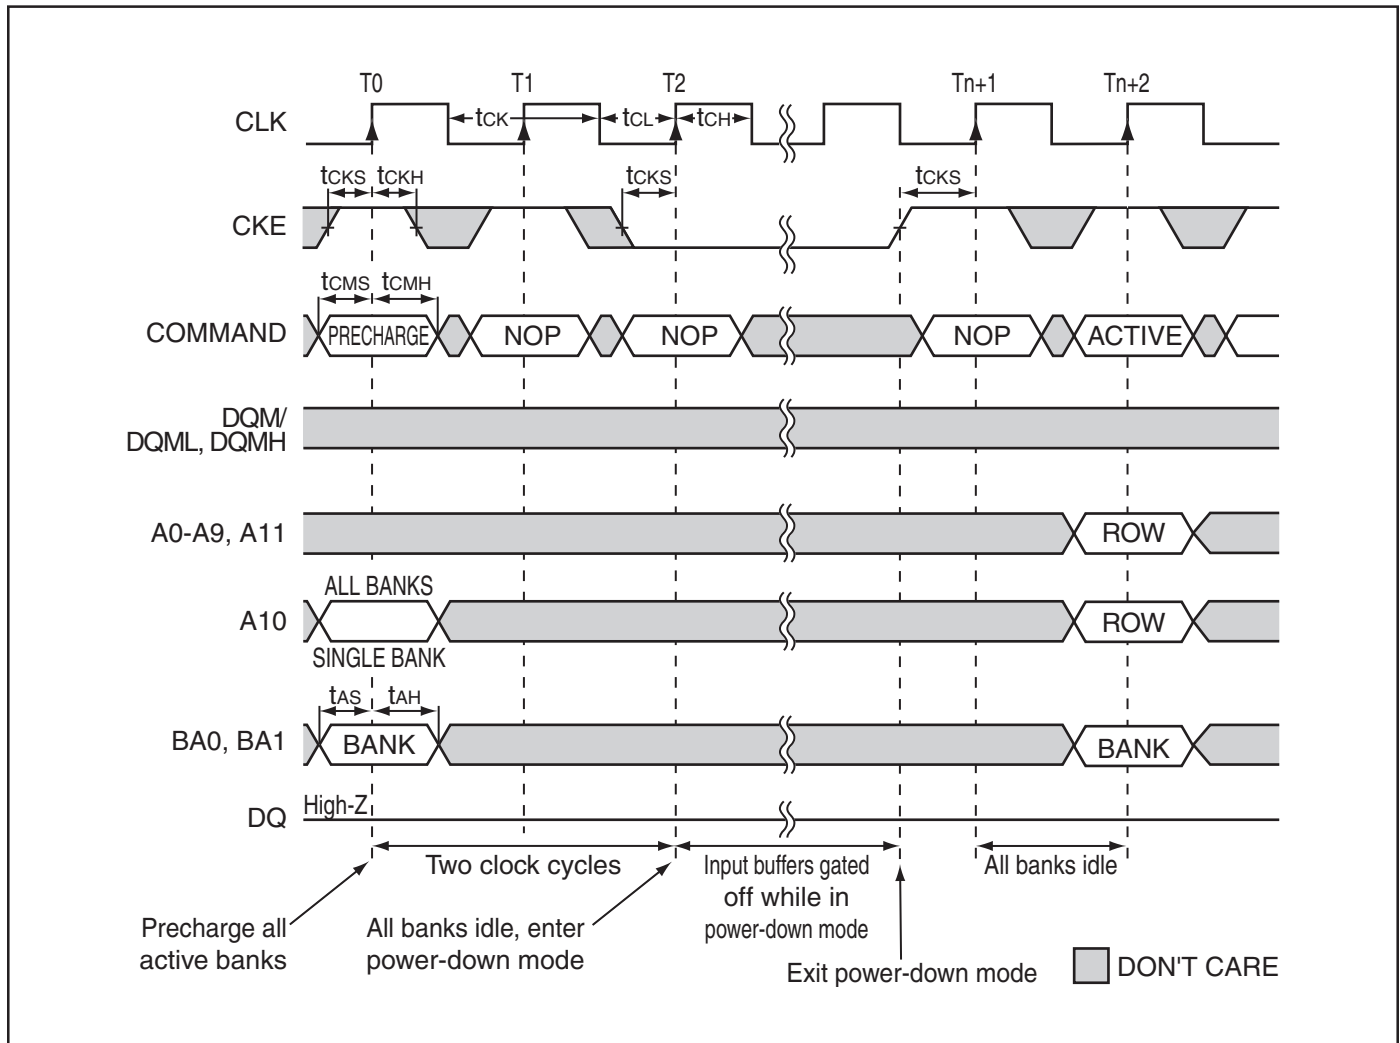 T0 T1 T2 Tn+1 Tn+2
CLK tCK tCL tCH
tCKS tCKH tCKS tCKS
CKE
tCMS tCMH
COMMAND PRECHARGE NOP NOP NOP ACTIVE
DQM/
DQML, DQMH
A0-A9, A11 ROW
ALL BANKS
A10 ROW
SINGLE BANK
tAS tAH
BA0, BA1 BANK BANK
DQ High-Z
Two clock cycles
Input buffers gated
off while in
power-down mode
All banks idle
Precharge all
active banks
All banks idle, enter
power-down mode
Exit power-down mode
DON'T CARE